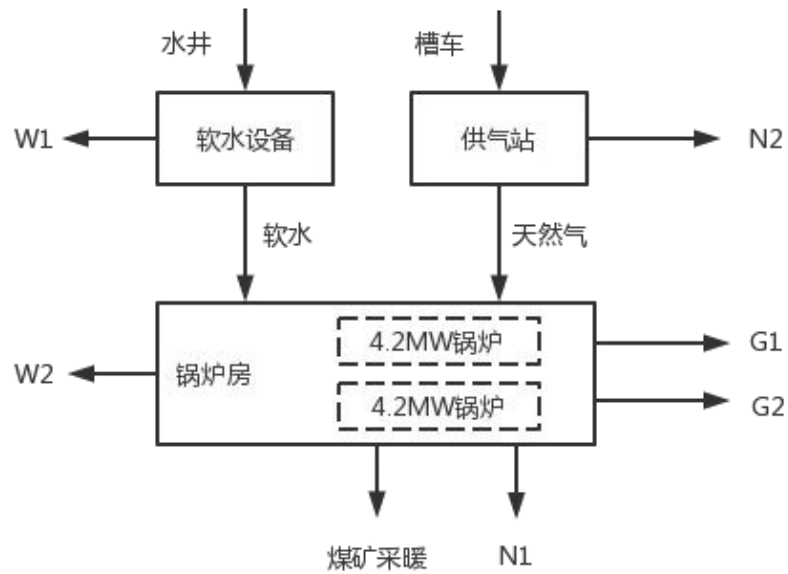 水井
槽车
W1
软水设备
供气站
N2
软水
天然气
4.2MW锅炉
G1
W2
锅炉房
4.2MW锅炉
G2
煤矿采暖
N1